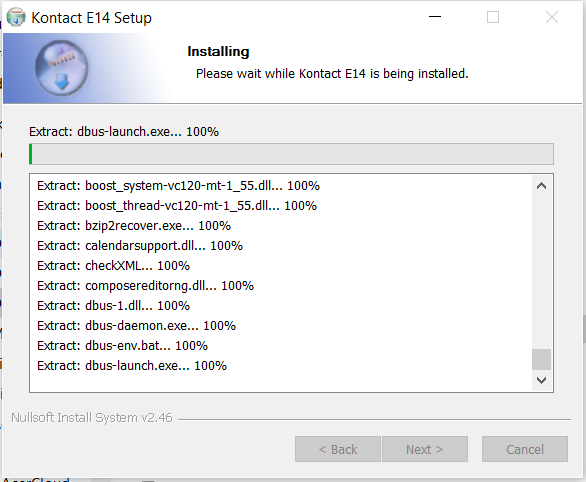 Kontact E14 Setup
Installing
Please wait while Kontact E14 is being installed.
Extract: dbus-launch.exe... 100%
Extract: boost_system-vc120-mt-1_55.dll... 100%
Extract: boost_thread-vc120-mt-1_55.dll... 100%
Extract: bzip2recover.exe... 100%
Extract: calendarsupport.dll... 100%
Extract: checkXML... 100%
Extract: composereditorng.dll... 100%
Extract: dbus-1.dll... 100%
Extract: dbus-daemon.exe... 100%
Extract: dbus-env.bat... 100%
Extract: dbus-launch.exe... 100%
Nullsoft Install System v2.46
< Back
Next >
Cancel